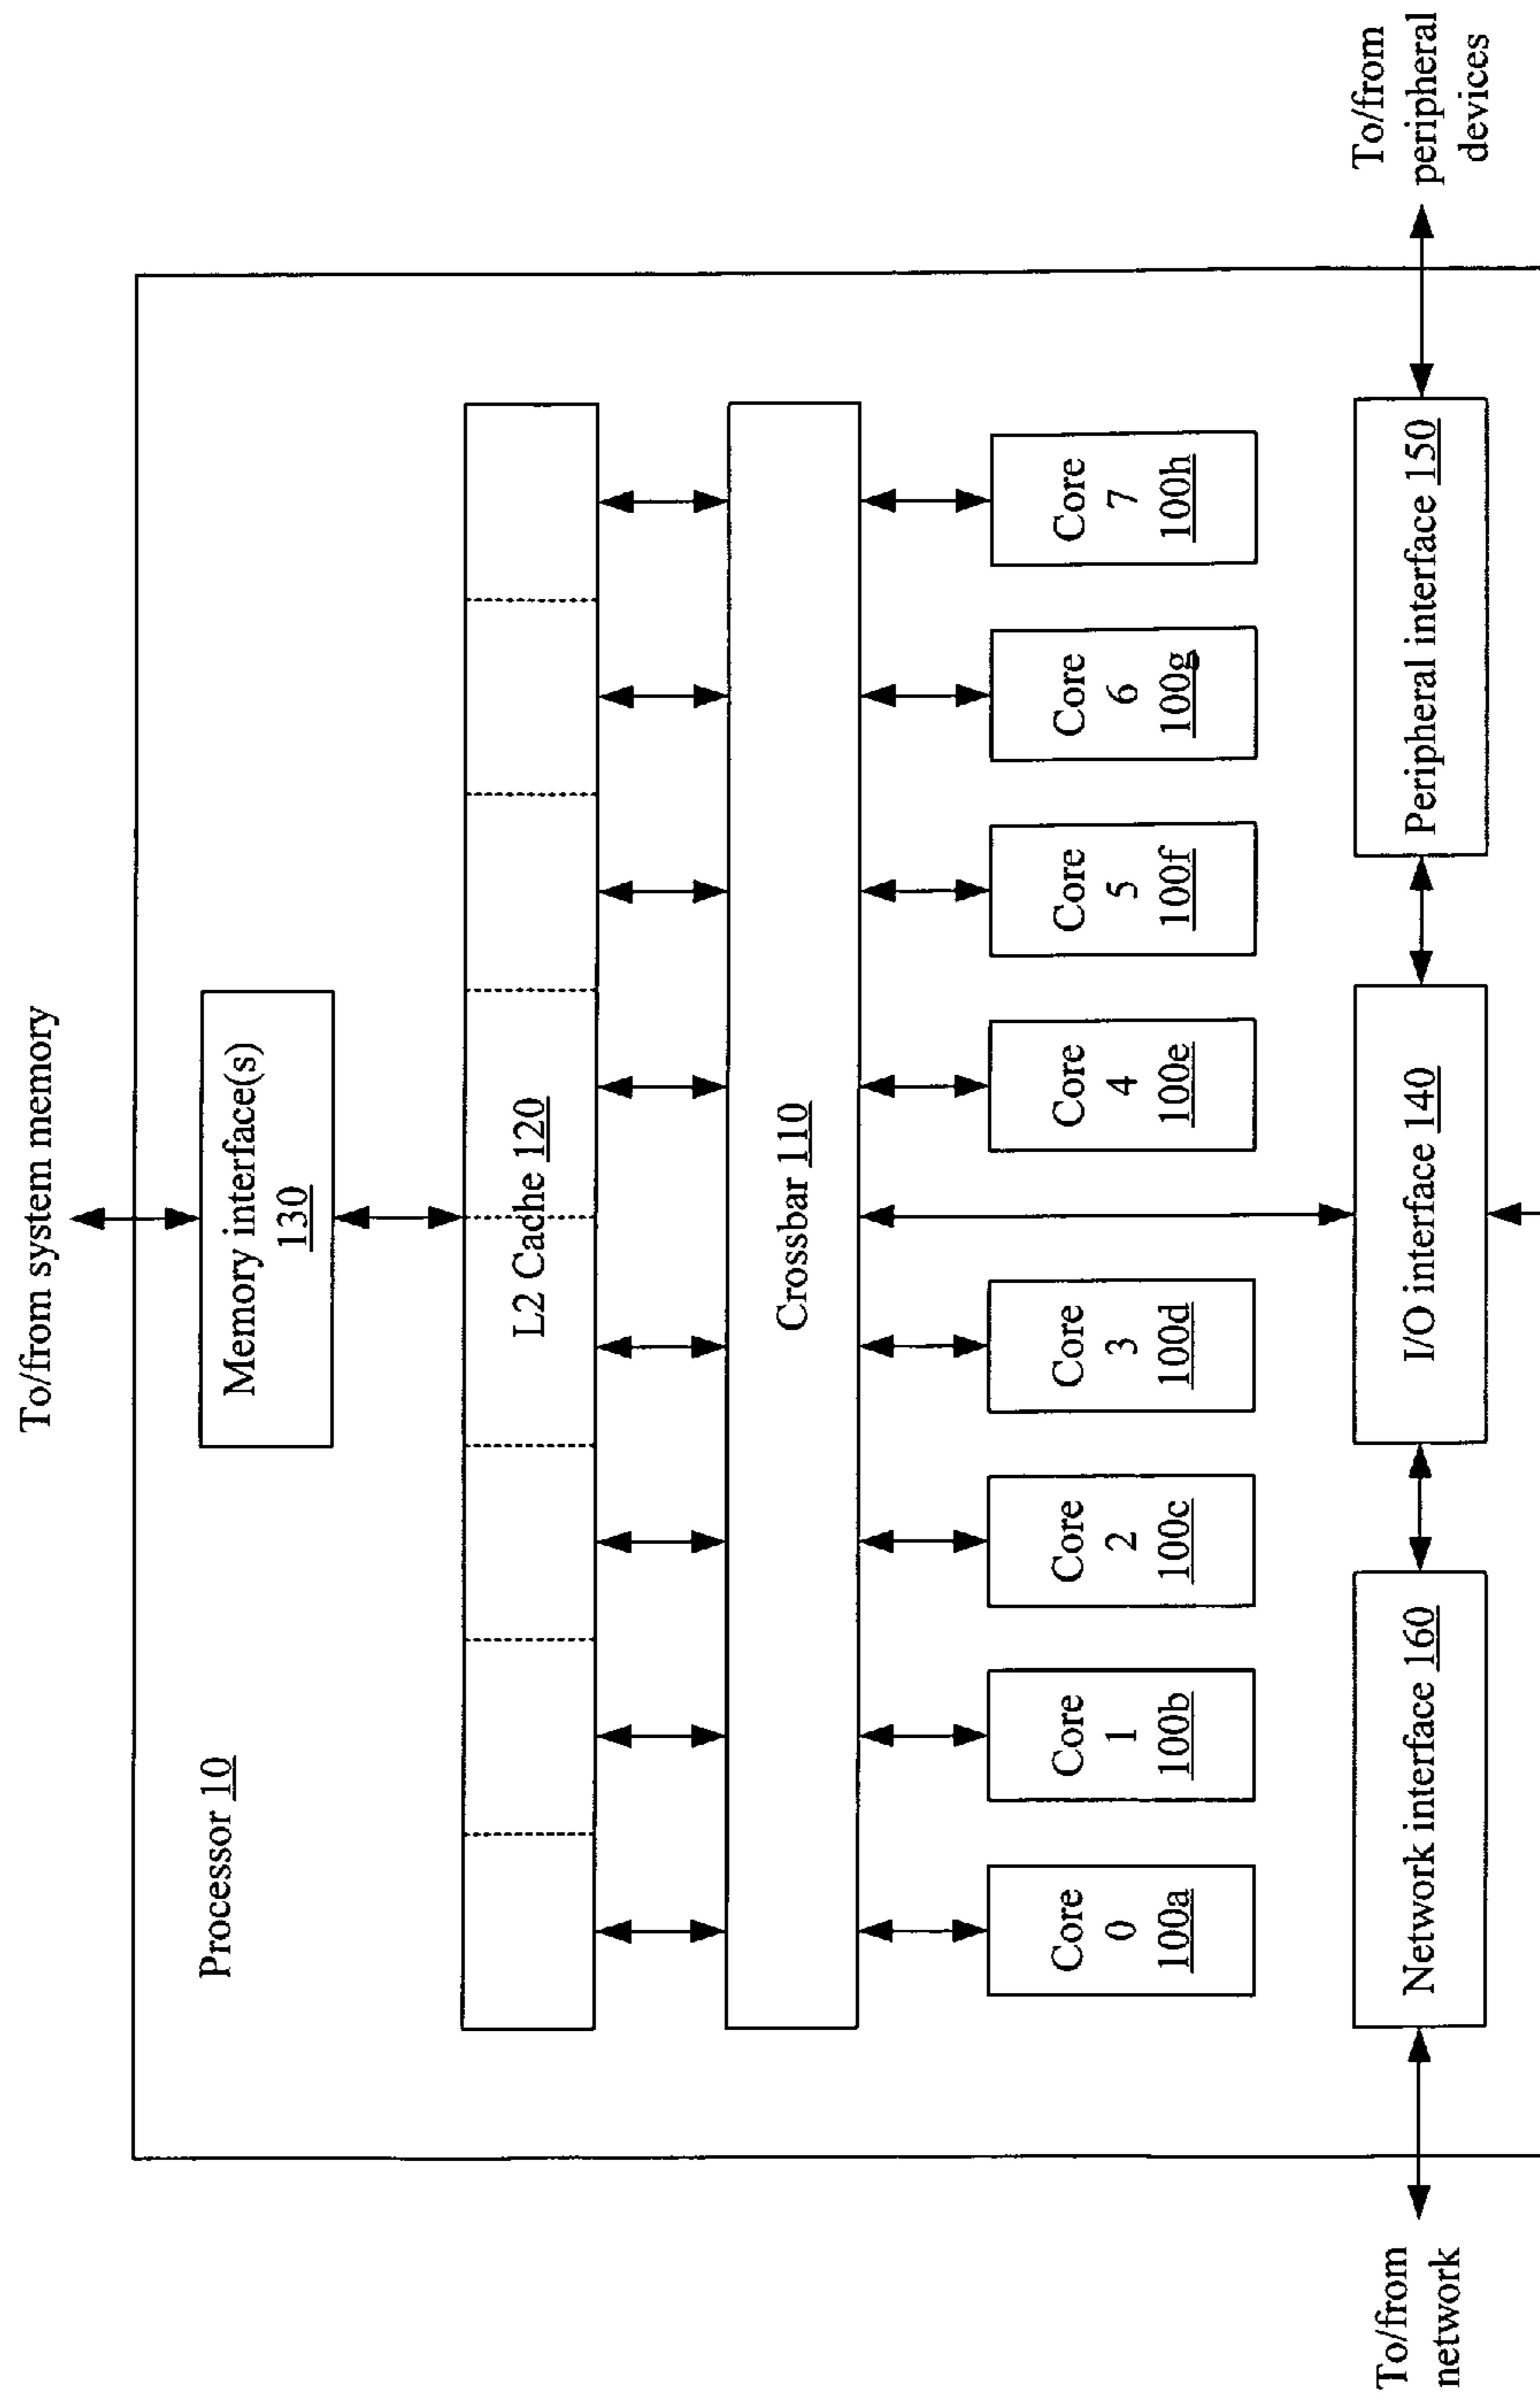 To/from system memory
Processor 10
Memory interface(s)
130
L2 Cache 120
Crossbar 110
Core
0
100a
Core
1
100b
Core
2
100c
Core
3
100d
Core
4
100e
Core
5
100f
Core
6
100g
Core
7
100h
To/from
network
Network interface 160
I/O interface 140
Peripheral interface 150
To/from
peripheral
devices